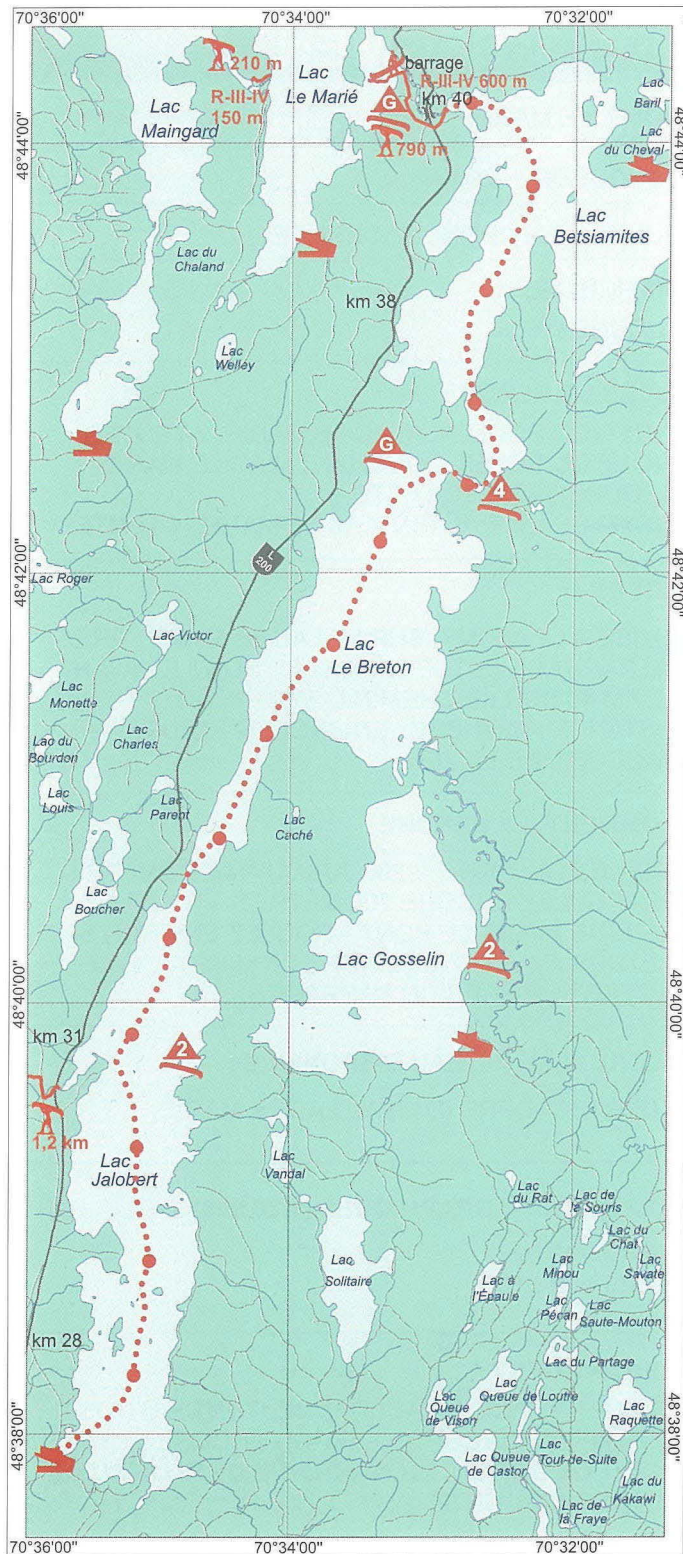 70°36'00"
70°34'00"
70°32'00"
210 m
Lac
Le Marié
barrage
R-III-IV 600 m
km 40
R-III-IV
150 m
Lac
Maingard
G
790 m
Lac
Baril
Lac
du Cheval
48°44'00"
48°44'00"
Lac du
Chaland
Lac
Betsiamites
km 38
Lac
Welley
G
4
L
200
48°42'00"
48°42'00"
Lac Roger
Lac Victor
Lac
Le Breton
Lac
Monette
Lac
Charles
Lac du
Bourdon
Lac
Louis
Lac
Parent
Lac
Caché
Lac
Boucher
Lac Gosselin
2
48°40'00"
48°40'00"
km 31
2
1,2 km
Lac
Jalobert
Lac
Vandal
Lac
du Rat
Lac de
la Souris
Lac du
Chat
Lac
Solitaire
Lac à
l'Épaule
Lac
Minou
Lac
Savate
Lac
Pécan
Lac
Saute-Mouton
km 28
Lac du Partage
Lac
Queue
de Vison
Lac
Queue de Loutre
Lac
Raquette
48°38'00"
48°38'00"
Lac Queue
de Castor
Lac
Tout-de-Suite
Lac du
Kakawi
Lac de
la Fraye
70°36'00"
70°34'00"
70°32'00"